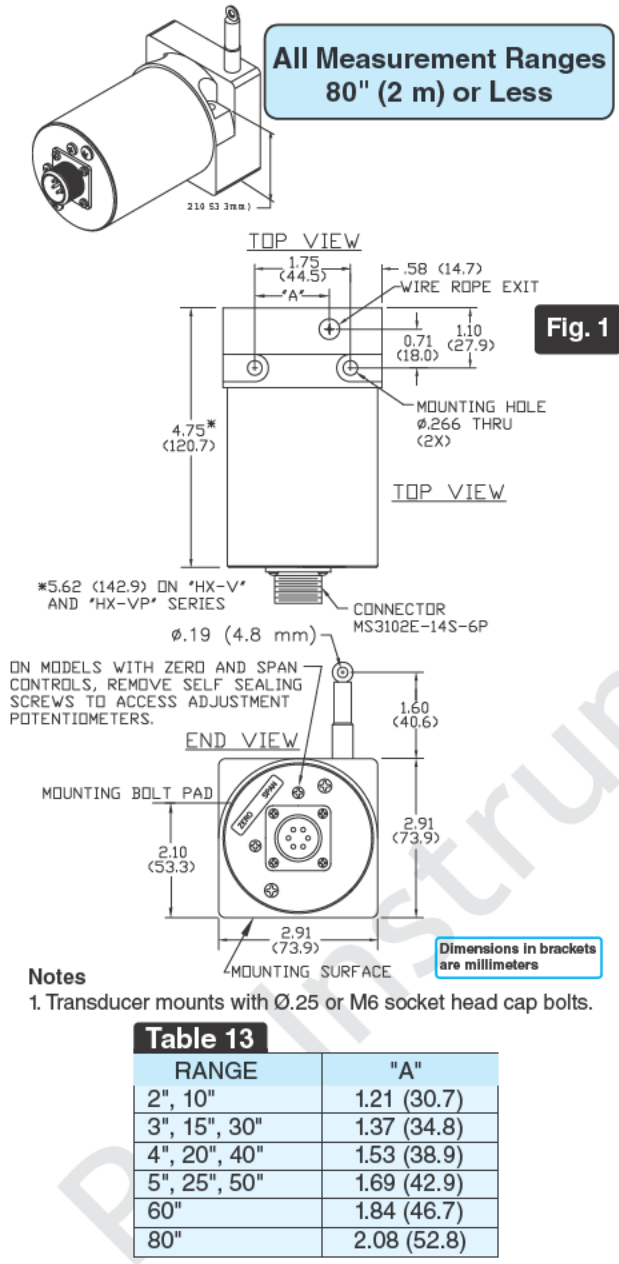 All Measurement Ranges
80" (2 m) or Less
2.10 53 3mm)
TOP VIEW
1.75
(44.5)
.58 (14.7)
"A"
WIRE ROPE EXIT
Fig. 1
0.71
(18.0)
1.10
(27.9)
4.75*
(120.7)
MOUNTING HOLE
Ø.266 THRU
(2X)
TOP VIEW
*5.62 (142.9) ON "HX-V"
AND "HX-VP" SERIES
CONNECTOR
MS3102E-14S-6P
Ø.19 (4.8 mm)
ON MODELS WITH ZERO AND SPAN
CONTROLS, REMOVE SELF SEALING
SCREWS TO ACCESS ADJUSTMENT
POTENTIOMETERS.
1.60
(40.6)
END VIEW
MOUNTING BOLT PAD
ZERO SPAN
2.10
(53.3)
2.91
(73.9)
2.91
(73.9)
MOUNTING SURFACE
Dimensions in brackets
are millimeters
Notes
1. Transducer mounts with Ø.25 or M6 socket head cap bolts.
Table 13
RANGE "A"
2", 10" 1.21 (30.7)
3", 15", 30" 1.37 (34.8)
4", 20", 40" 1.53 (38.9)
5", 25", 50" 1.69 (42.9)
60" 1.84 (46.7)
80" 2.08 (52.8)